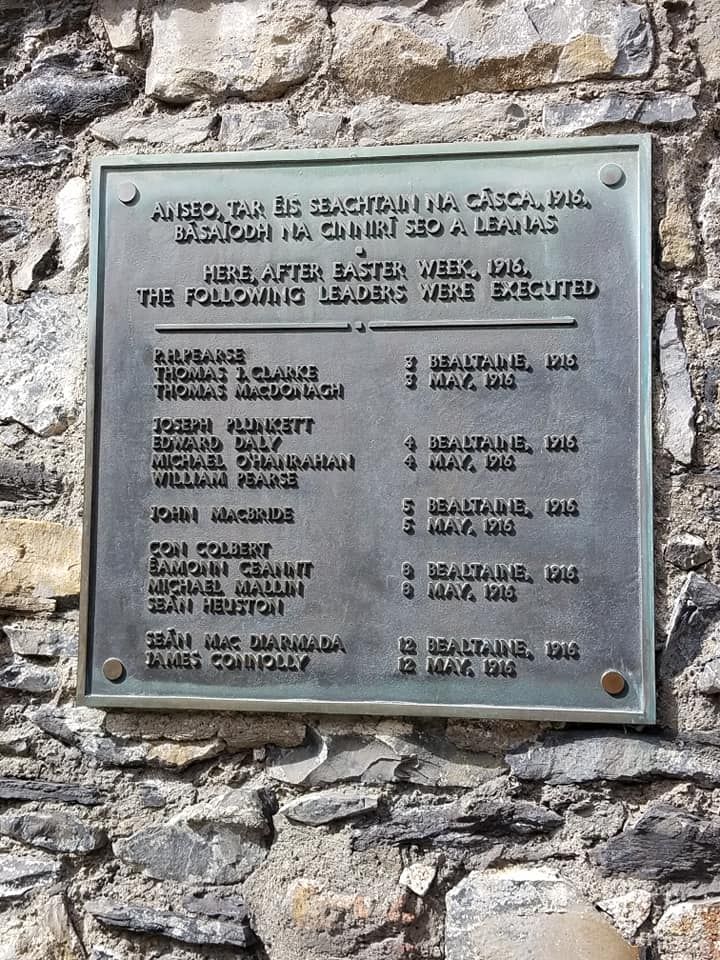 ANSEO, TAR ÉIS SEACHTAIN NA CÁSCA, 1916,
BÁSAÍODH NA CINNIRÍ SEO A LEANAS
HERE, AFTER EASTER WEEK, 1916,
THE FOLLOWING LEADERS WERE EXECUTED
P.H. PEARSE
THOMAS J. CLARKE
THOMAS MACDONAGH
3 BEALTAINE, 1916
3 MAY, 1916
JOSEPH PLUNKETT
EDWARD DALY
MICHAEL O'HANRAHAN
WILLIAM PEARSE
4 BEALTAINE, 1916
4 MAY, 1916
JOHN MACBRIDE
5 BEALTAINE, 1916
5 MAY, 1916
CON COLBERT
ÉAMONN CEANNT
MICHAEL MALLIN
SEÁN HEUSTON
8 BEALTAINE, 1916
8 MAY, 1916
SEÁN MAC DIARMADA
JAMES CONNOLLY
12 BEALTAINE, 1916
12 MAY, 1916